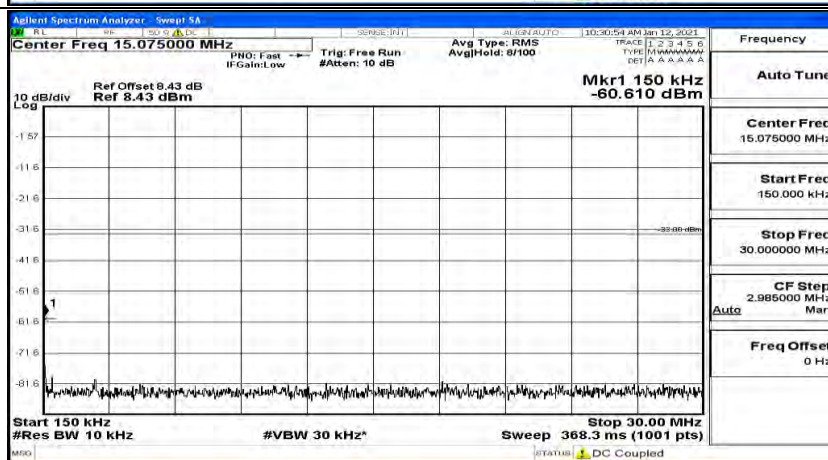 Agilent Spectrum Analyzer - Swept SA
RL RF 50 Ω DC SENSE:INT ALIGN AUTO 10:30:54 AM Jan 12, 2021
Center Freq 15.075000 MHz
PNO: Fast
IFGain:Low
Trig: Free Run
#Atten: 10 dB
Avg Type: RMS
Avg|Hold: 8/100
TRACE 1 2 3 4 5 6
TYPE M W W W W W
DET A A A A A A
Mkr1 150 kHz
-60.610 dBm
Ref Offset 8.43 dB
10 dB/div Ref 8.43 dBm
Log
-1.57
-11.6
-21.6
-31.6
-33.00 dBm
-41.6
-51.6
1
-61.6
-71.6
-81.6
Start 150 kHz Stop 30.00 MHz
#Res BW 10 kHz #VBW 30 kHz* Sweep 368.3 ms (1001 pts)
MSG STATUS DC Coupled
Frequency
Auto Tune
Center Freq
15.075000 MHz
Start Freq
150.000 kHz
Stop Freq
30.000000 MHz
CF Step
2.985000 MHz
Auto Man
Freq Offset
0 Hz